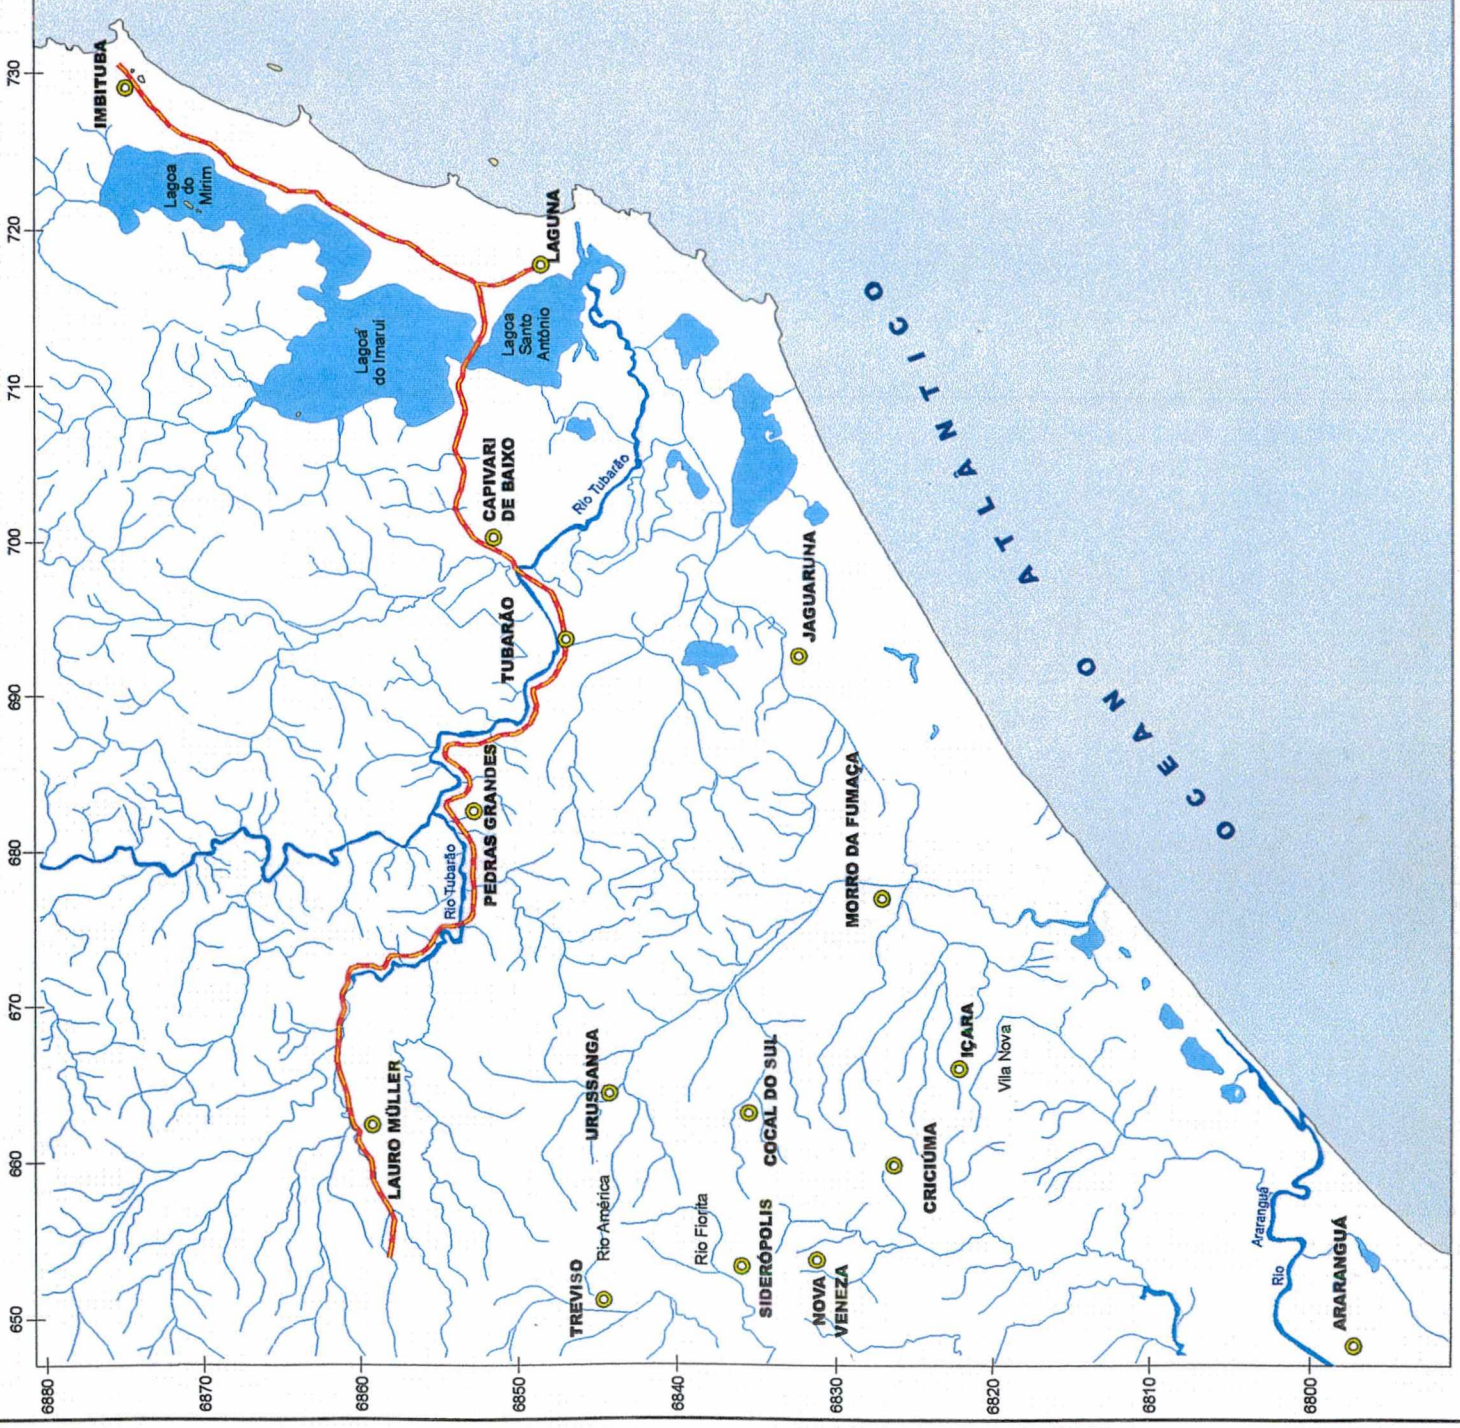 730
720
710
700
690
680
670
660
650
6880
6870
6860
6850
6840
6830
6820
6810
6800
IMBITUBA
Lagoa
do
Mirim
LAGUNA
Lagoa
do Imaruí
Lagoa
Santo
Antônio
CAPIVARI
DE BAIXO
Rio Tubarão
TUBARÃO
JAGUARUNA
PEDRAS GRANDES
Rio Tubarão
MORRO DA FUMAÇA
LAURO MÜLLER
URUSSANGA
COCAL DO SUL
IÇARA
Vila Nova
CRICIÚMA
Rio América
Rio Fiorita
TREVISO
SIDERÓPOLIS
NOVA
VENEZA
Rio
Araranguá
ARARANGUÁ
OCEANO ATLÂNTICO